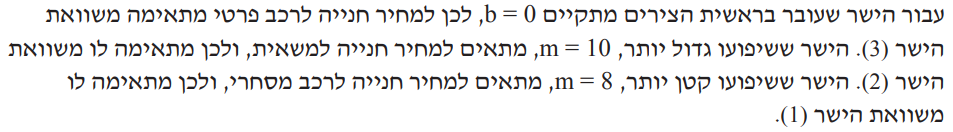 עבור הישר שעובר בראשית הצירים מתקיים b = 0, לכן למחיר חנייה לרכב פרטי מתאימה משוואת
הישר (3). הישר ששיפועו גדול יותר, m = 10, מתאים למחיר חנייה למשאית, ולכן מתאימה לו משוואת
הישר (2). הישר ששיפועו קטן יותר, m = 8, מתאים למחיר חנייה לרכב מסחרי, ולכן מתאימה לו
משוואת הישר (1).